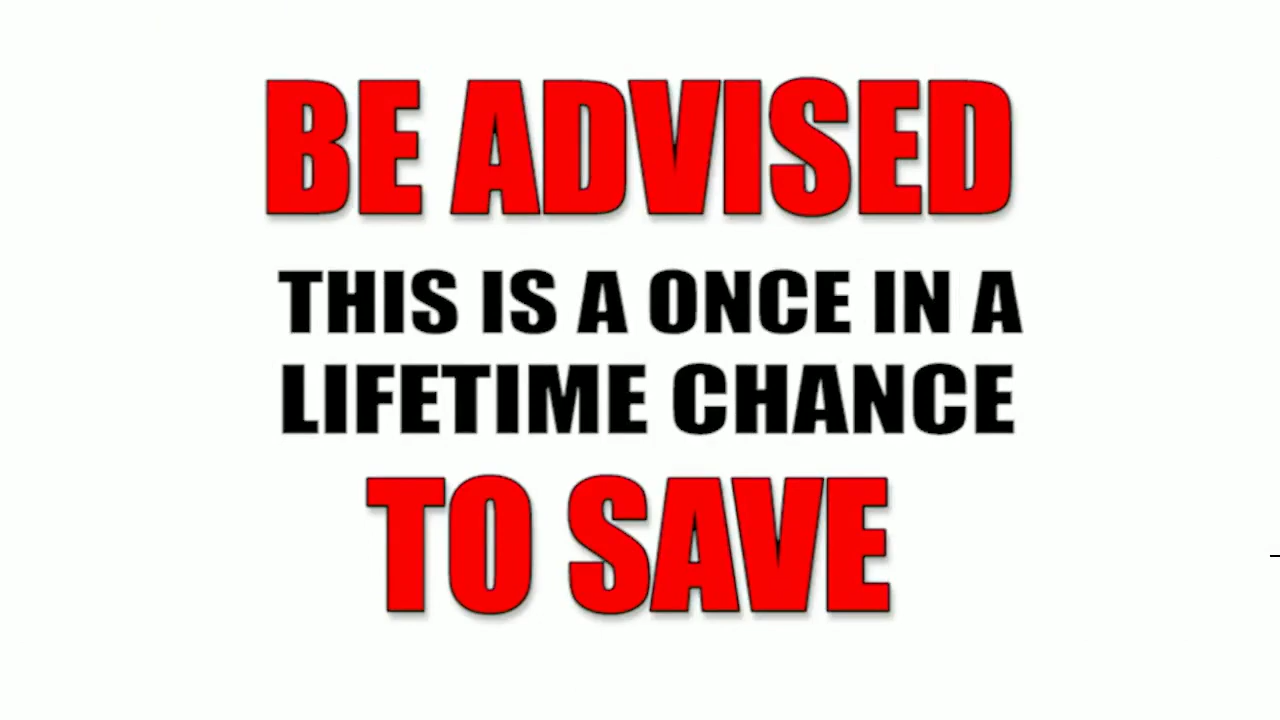 BE ADVISED
THIS IS A ONCE IN A
LIFETIME CHANCE
TO SAVE